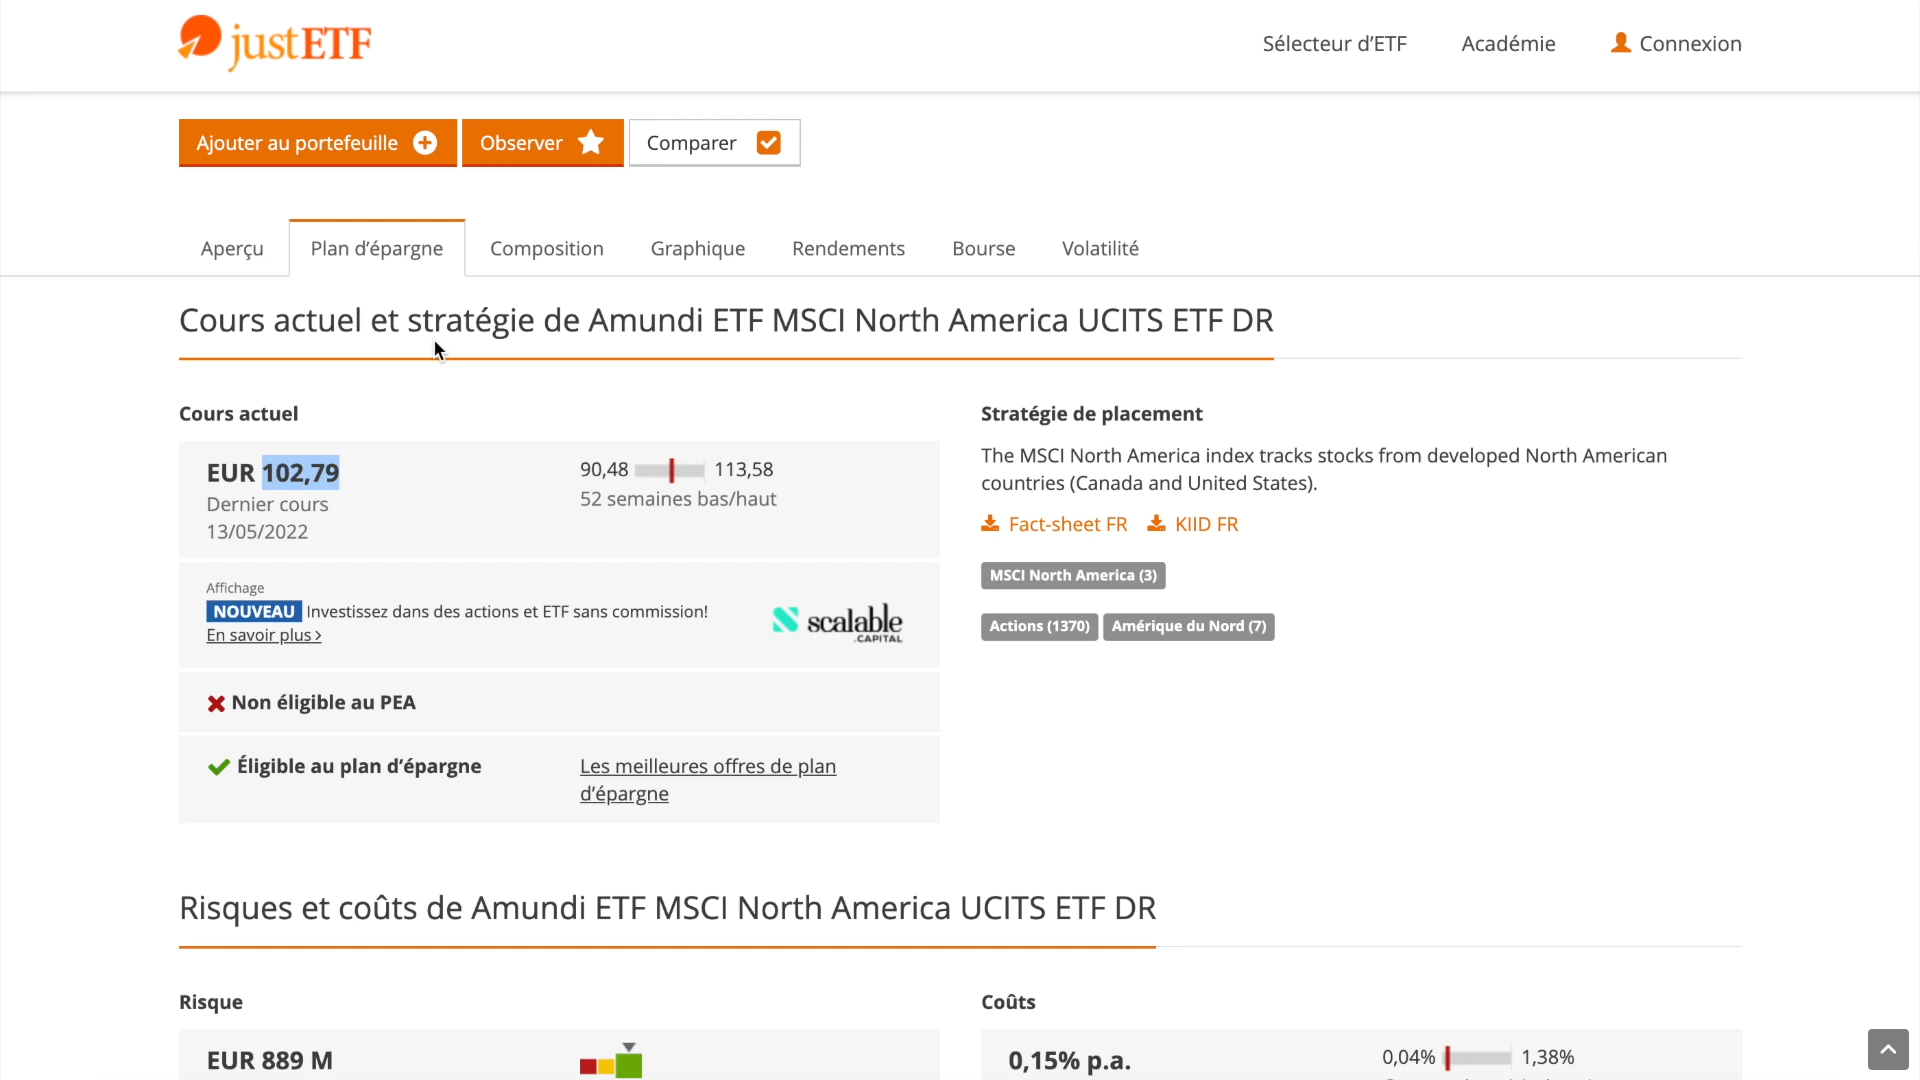 justETF
Sélecteur d’ETF
Académie
Connexion
Ajouter au portefeuille
Observer
Comparer
Aperçu
Plan d’épargne
Composition
Graphique
Rendements
Bourse
Volatilité
Cours actuel et stratégie de Amundi ETF MSCI North America UCITS ETF DR
Cours actuel
EUR 102,79
Dernier cours
13/05/2022
90,48
113,58
52 semaines bas/haut
Affichage
NOUVEAU Investissez dans des actions et ETF sans commission!
En savoir plus ›
scalable
.CAPITAL
Non éligible au PEA
Éligible au plan d’épargne
Les meilleures offres de plan
d’épargne
Stratégie de placement
The MSCI North America index tracks stocks from developed North American
countries (Canada and United States).
Fact-sheet FR
KIID FR
MSCI North America (3)
Actions (1370)
Amérique du Nord (7)
Risques et coûts de Amundi ETF MSCI North America UCITS ETF DR
Risque
EUR 889 M
Coûts
0,15% p.a.
0,04%
1,38%